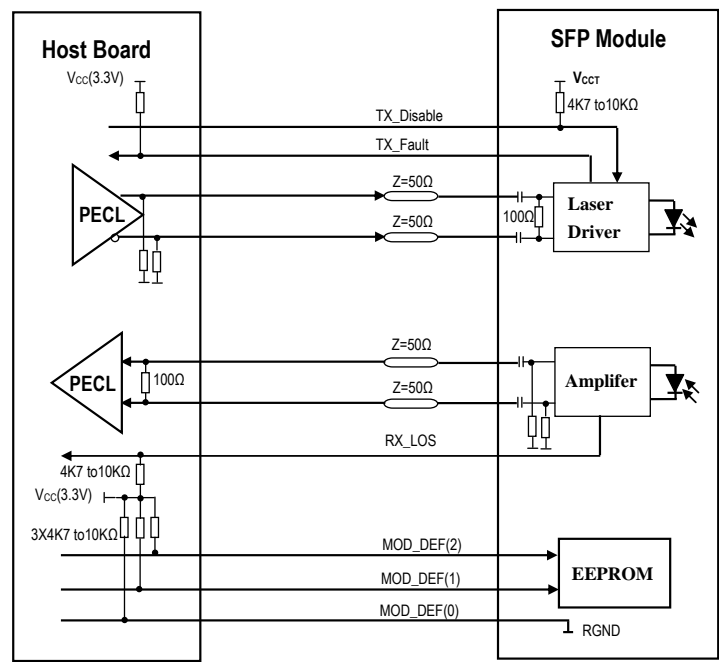 Host Board
SFP Module
Vcc(3.3V)
VCCT
4K7 to10KΩ
TX_Disable
TX_Fault
Z=50Ω
PECL
100Ω
Laser
Driver
Z=50Ω
Z=50Ω
PECL
100Ω
Amplifer
Z=50Ω
RX_LOS
4K7 to10KΩ
Vcc(3.3V)
3X4K7 to10KΩ
MOD_DEF(2)
EEPROM
MOD_DEF(1)
MOD_DEF(0)
RGND